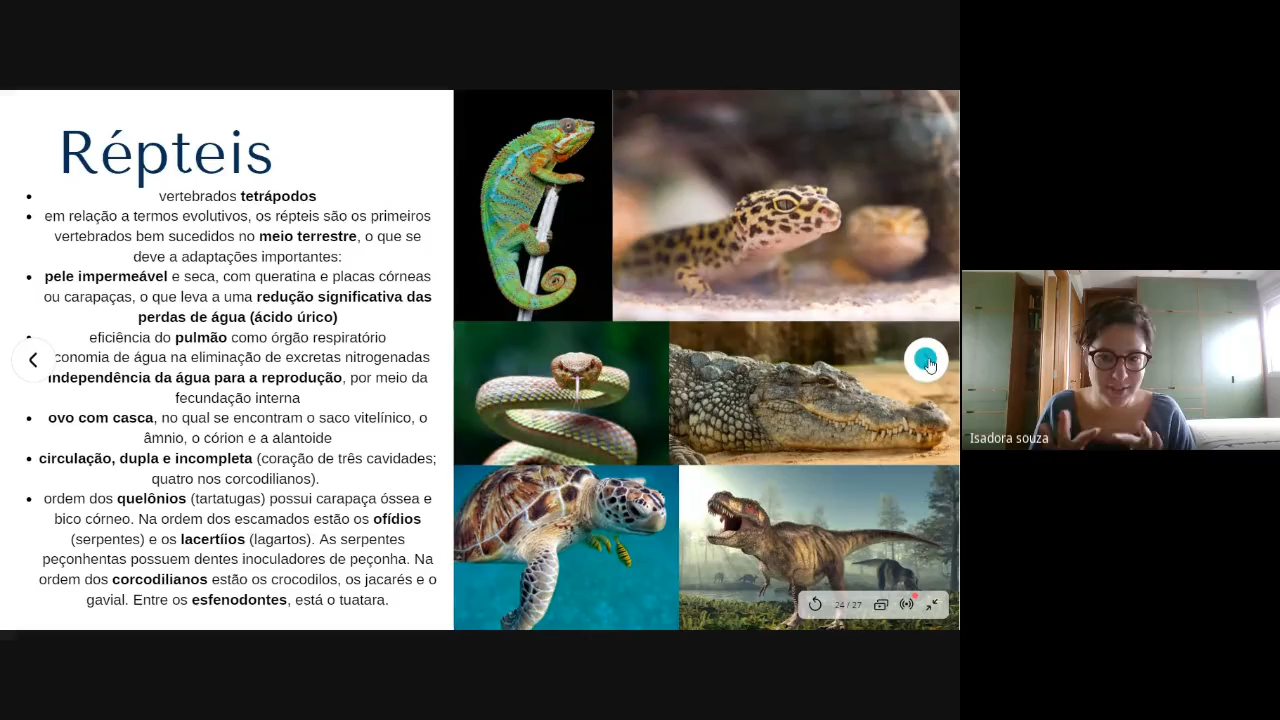 Répteis
• vertebrados tetrápodos
• em relação a termos evolutivos, os répteis são os primeiros
vertebrados bem sucedidos no meio terrestre, o que se
deve a adaptações importantes:
• pele impermeável e seca, com queratina e placas córneas
ou carapaças, o que leva a uma redução significativa das
perdas de água (ácido úrico)
• eficiência do pulmão como órgão respiratório
conomia de água na eliminação de excretas nitrogenadas
independência da água para a reprodução, por meio da
fecundação interna
• ovo com casca, no qual se encontram o saco vitelínico, o
âmnio, o córion e a alantoide
• circulação, dupla e incompleta (coração de três cavidades;
quatro nos corcodilianos).
• ordem dos quelônios (tartatugas) possui carapaça óssea e
bico córneo. Na ordem dos escamados estão os ofídios
(serpentes) e os lacertíios (lagartos). As serpentes
peçonhentas possuem dentes inoculadores de peçonha. Na
ordem dos corcodilianos estão os crocodilos, os jacarés e o
gavial. Entre os esfenodontes, está o tuatara.
24 / 27
Isadora souza